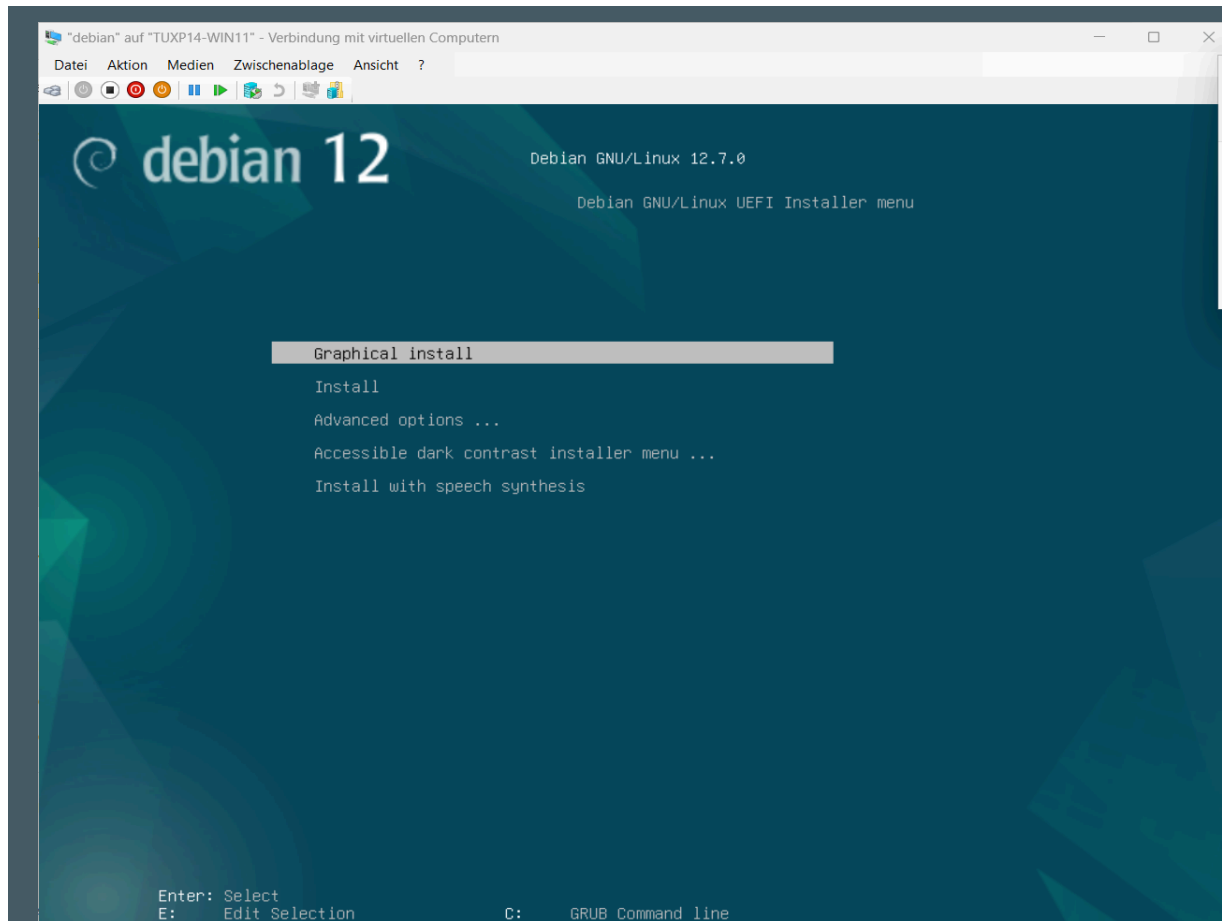 "debian" auf "TUXP14-WIN11" - Verbindung mit virtuellen Computern
Datei Aktion Medien Zwischenablage Ansicht ?
debian 12
Debian GNU/Linux 12.7.0
Debian GNU/Linux UEFI Installer menu
Graphical install
Install
Advanced options ...
Accessible dark contrast installer menu ...
Install with speech synthesis
Enter: Select
E: Edit Selection C: GRUB Command line